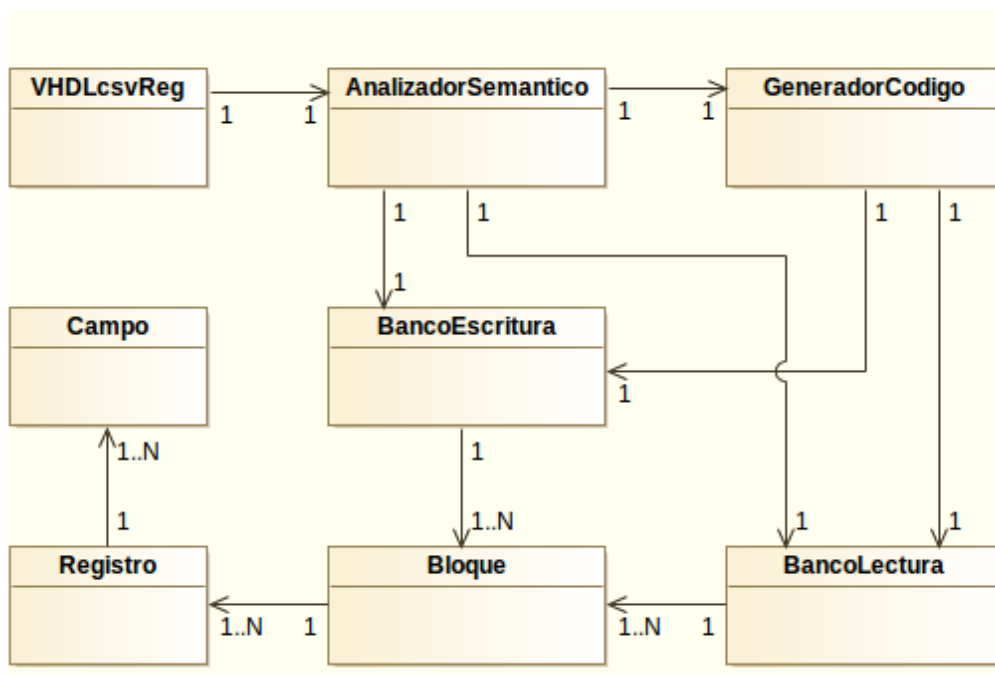 VHDLcsvReg
AnalizadorSemantico
GeneradorCodigo
1
1
1
1
1
1
1
1
1
Campo
BancoEscritura
1
1..N
1
1
1..N
1
1
Registro
Bloque
BancoLectura
1..N
1
1..N
1